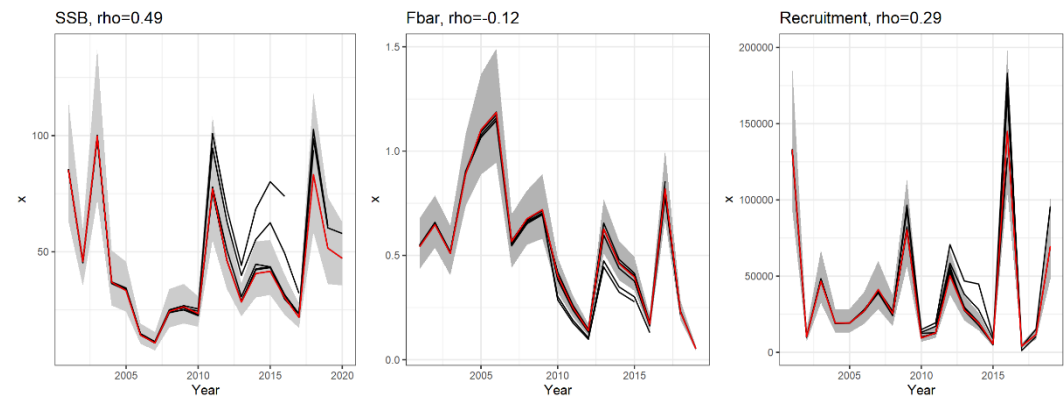 SSB, rho=0.49
100
50
x
2005
2010
2015
2020
Year
Fbar, rho=-0.12
1.5
1.0
0.5
0.0
x
2005
2010
2015
Year
Recruitment, rho=0.29
200000
150000
100000
50000
0
x
2005
2010
2015
Year